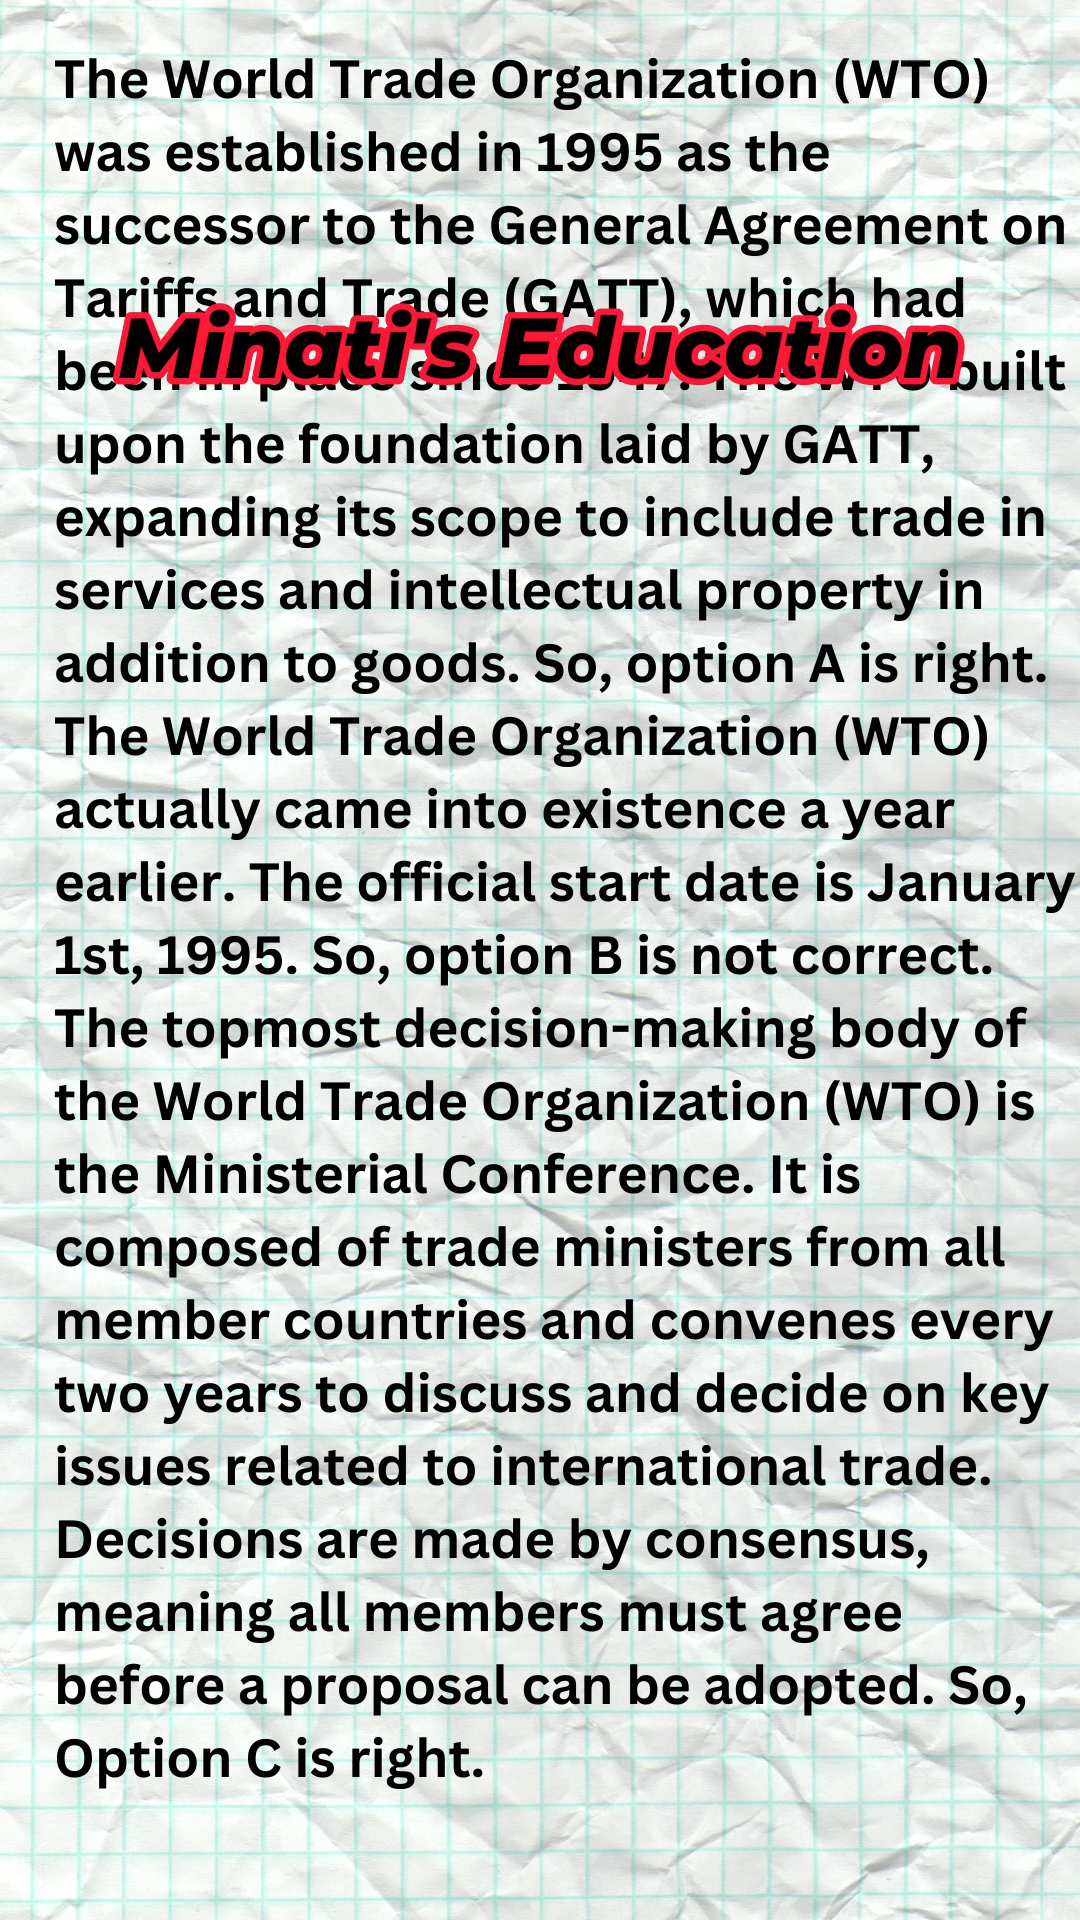 The World Trade Organization (WTO)
was established in 1995 as the
successor to the General Agreement on
Tariffs and Trade (GATT), which had
Minati's Education
been in place since built
upon the foundation laid by GATT,
expanding its scope to include trade in
services and intellectual property in
addition to goods. So, option A is right.
The World Trade Organization (WTO)
actually came into existence a year
earlier. The official start date is January
1st, 1995. So, option B is not correct.
The topmost decision-making body of
the World Trade Organization (WTO) is
the Ministerial Conference. It is
composed of trade ministers from all
member countries and convenes every
two years to discuss and decide on key
issues related to international trade.
Decisions are made by consensus,
meaning all members must agree
before a proposal can be adopted. So,
Option C is right.